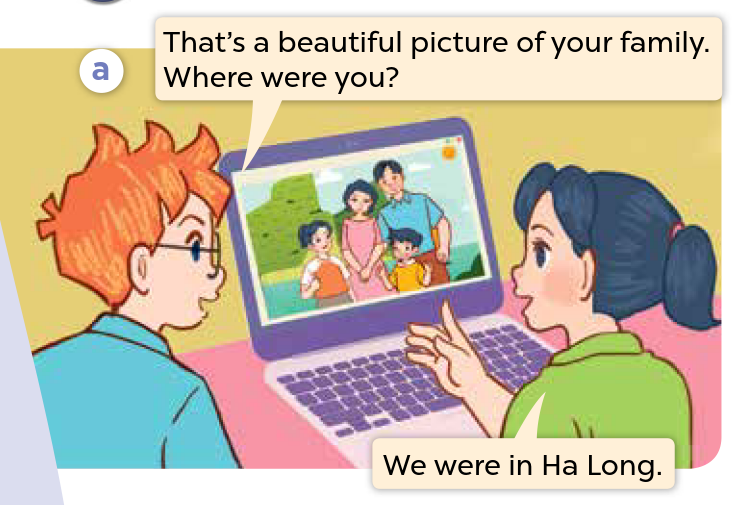 a
That's a beautiful picture of your family.
Where were you?
We were in Ha Long.